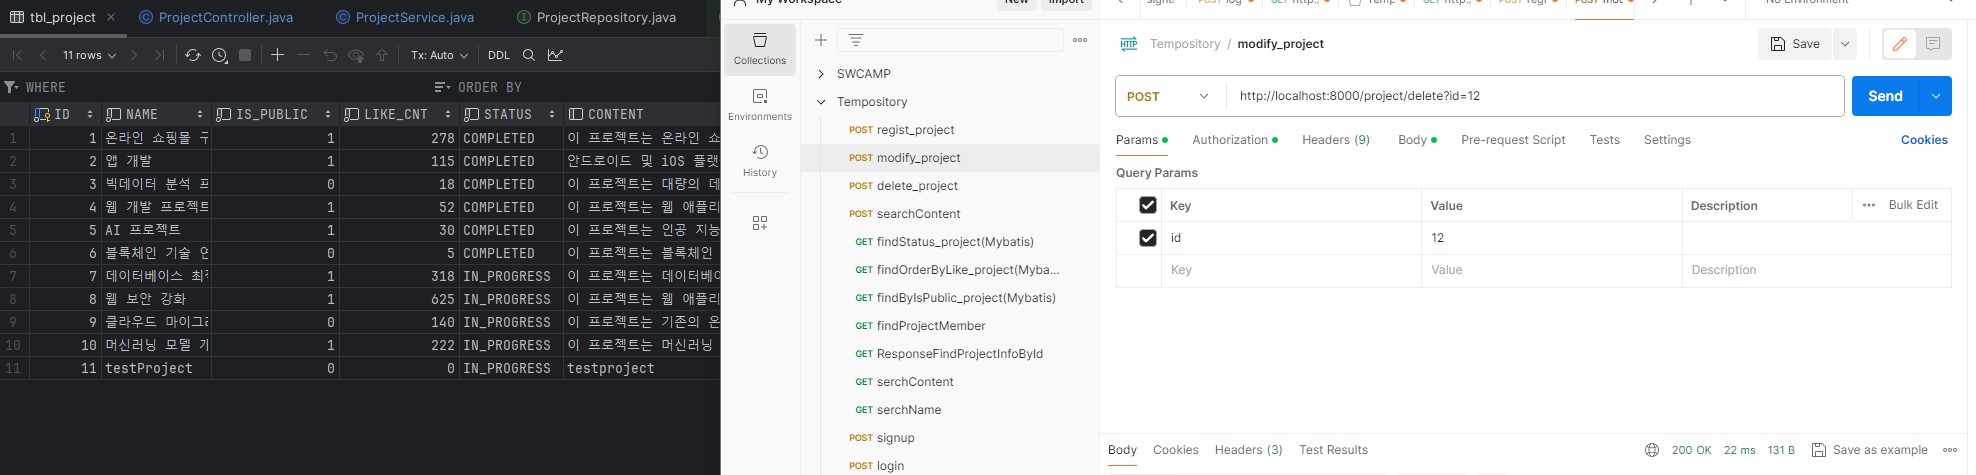 tbl_project
ProjectController.java
ProjectService.java
ProjectRepository.java
11 rows
Tx: Auto
DDL
WHERE
ORDER BY
ID NAME IS_PUBLIC LIKE_CNT STATUS CONTENT
1 1 온라인 쇼핑몰 구 1 278 COMPLETED 이 프로젝트는 온라인 쇼
2 2 앱 개발 1 115 COMPLETED 안드로이드 및 iOS 플랫
3 3 빅데이터 분석 프 0 18 COMPLETED 이 프로젝트는 대량의 데
4 4 웹 개발 프로젝트 1 52 COMPLETED 이 프로젝트는 웹 애플리
5 5 AI 프로젝트 1 30 COMPLETED 이 프로젝트는 인공 지능
6 6 블록체인 기술 연 0 5 COMPLETED 이 프로젝트는 블록체인
7 7 데이터베이스 최적 1 318 IN_PROGRESS 이 프로젝트는 데이터베이
8 8 웹 보안 강화 1 625 IN_PROGRESS 이 프로젝트는 웹 애플리
9 9 클라우드 마이그레 0 140 IN_PROGRESS 이 프로젝트는 기존의 온
10 10 머신러닝 모델 개 1 222 IN_PROGRESS 이 프로젝트는 머신러닝
11 11 testProject 0 0 IN_PROGRESS testproject
My Workspace
New
Import
Collections
Environments
History
SWCAMP
Tempository
POST regist_project
POST modify_project
POST delete_project
POST searchContent
GET findStatus_project(Mybatis)
GET findOrderByLike_project(Myba...
GET findByIsPublic_project(Mybatis)
GET findProjectMember
GET ResponseFindProjectInfoById
GET serchContent
GET serchName
POST signup
POST login
No Environment
HTTP Tempository / modify_project
Save
POST http://localhost:8000/project/delete?id=12
Send
Params Authorization Headers (9) Body Pre-request Script Tests Settings Cookies
Query Params
Key Value Description Bulk Edit
id 12
Key Value Description
Body Cookies Headers (3) Test Results 200 OK 22 ms 131 B Save as example